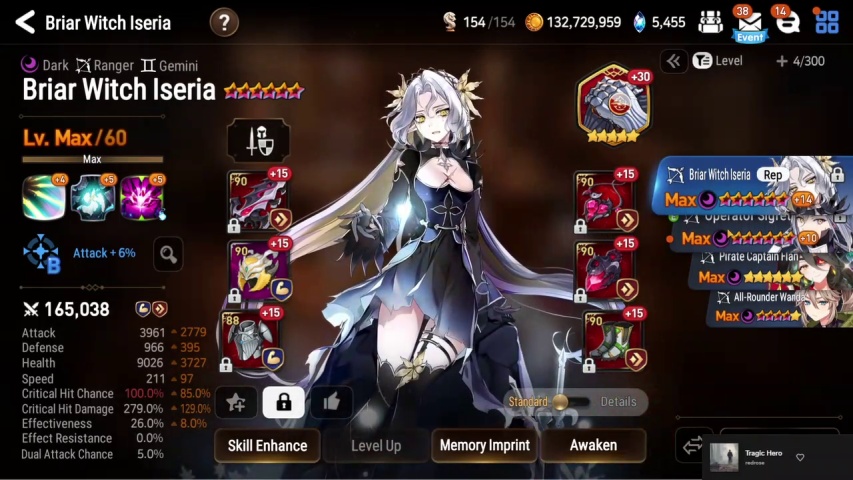 Briar Witch Iseria
?
154/154
132,729,959
5,455
38
Event
14
Dark Ranger Gemini
Briar Witch Iseria
Lv. Max/60
Max
+4
+5
+5
B
Attack + 6%
165,038
Attack 3961 2779
Defense 966 395
Health 9026 3727
Speed 211 97
Critical Hit Chance 100.0% 85.0%
Critical Hit Damage 279.0% 129.0%
Effectiveness 26.0% 8.0%
Effect Resistance 0.0%
Dual Attack Chance 5.0%
90 +15
90 +15
88 +15
+30
90 +15
90 +15
90 +15
Standard Details
Skill Enhance
Level Up
Memory Imprint
Awaken
Level
4/300
Briar Witch Iseria Rep
Max +14
Max +10
Pirate Captain Flan
Max
All-Rounder Wanda
Max
Tragic Hero
redrose